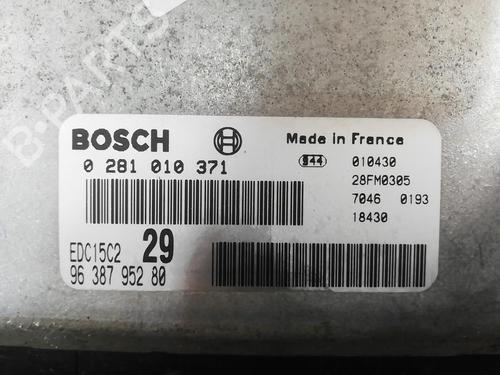 B-PARTS
BOSCH
Made in France
0 281 010 371
944 010430
28FM0305
7046 0193
18430
EDC15C2 29
96 387 952 80